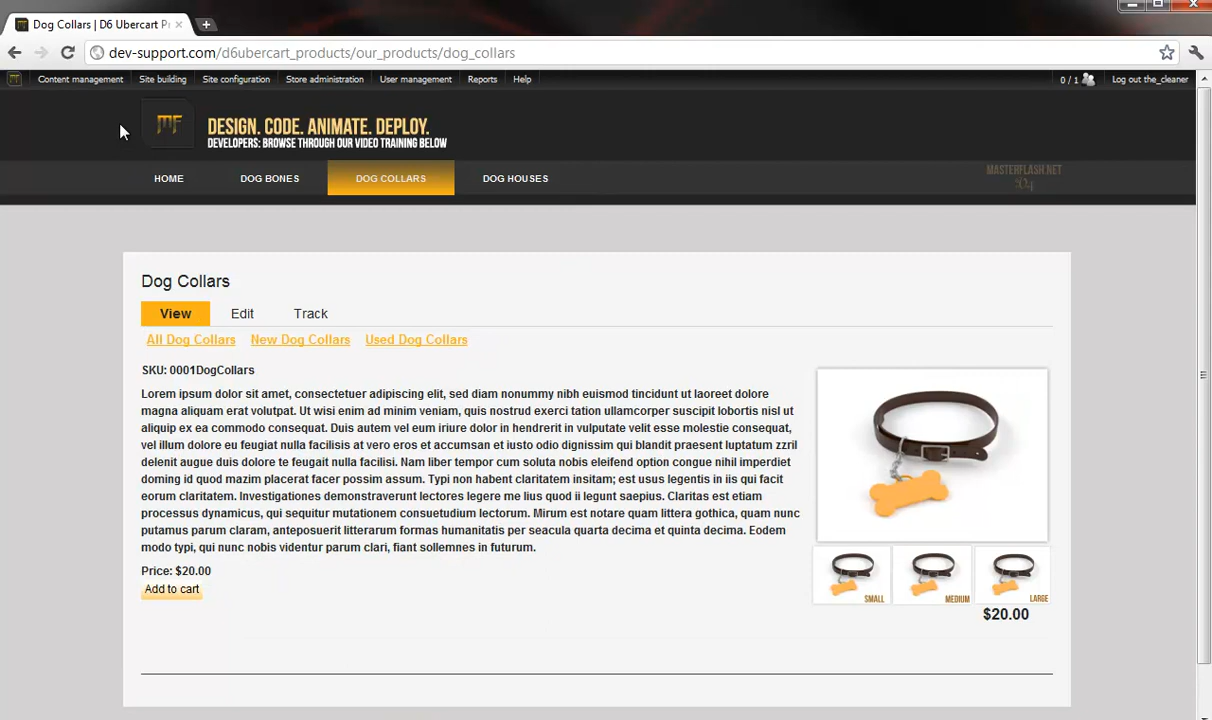 Dog Collars | D6 Ubercart Pr
dev-support.com/d6ubercart_products/our_products/dog_collars
Content management Site building Site configuration Store administration User management Reports Help 0 / 1 Log out the_cleaner
MF
DESIGN. CODE. ANIMATE. DEPLOY.
DEVELOPERS: BROWSE THROUGH OUR VIDEO TRAINING BELOW
HOME DOG BONES DOG COLLARS DOG HOUSES
MASTERFLASH.NET
Dog Collars
View Edit Track
All Dog Collars New Dog Collars Used Dog Collars
SKU: 0001DogCollars
Lorem ipsum dolor sit amet, consectetuer adipiscing elit, sed diam nonummy nibh euismod tincidunt ut laoreet dolore
magna aliquam erat volutpat. Ut wisi enim ad minim veniam, quis nostrud exerci tation ullamcorper suscipit lobortis nisl ut
aliquip ex ea commodo consequat. Duis autem vel eum iriure dolor in hendrerit in vulputate velit esse molestie consequat,
vel illum dolore eu feugiat nulla facilisis at vero eros et accumsan et iusto odio dignissim qui blandit praesent luptatum zzril
delenit augue duis dolore te feugait nulla facilisi. Nam liber tempor cum soluta nobis eleifend option congue nihil imperdiet
doming id quod mazim placerat facer possim assum. Typi non habent claritatem insitam; est usus legentis in iis qui facit
eorum claritatem. Investigationes demonstraverunt lectores legere me lius quod ii legunt saepius. Claritas est etiam
processus dynamicus, qui sequitur mutationem consuetudium lectorum. Mirum est notare quam littera gothica, quam nunc
putamus parum claram, anteposuerit litterarum formas humanitatis per seacula quarta decima et quinta decima. Eodem
modo typi, qui nunc nobis videntur parum clari, fiant sollemnes in futurum.
Price: $20.00
Add to cart
SMALL MEDIUM LARGE
$20.00